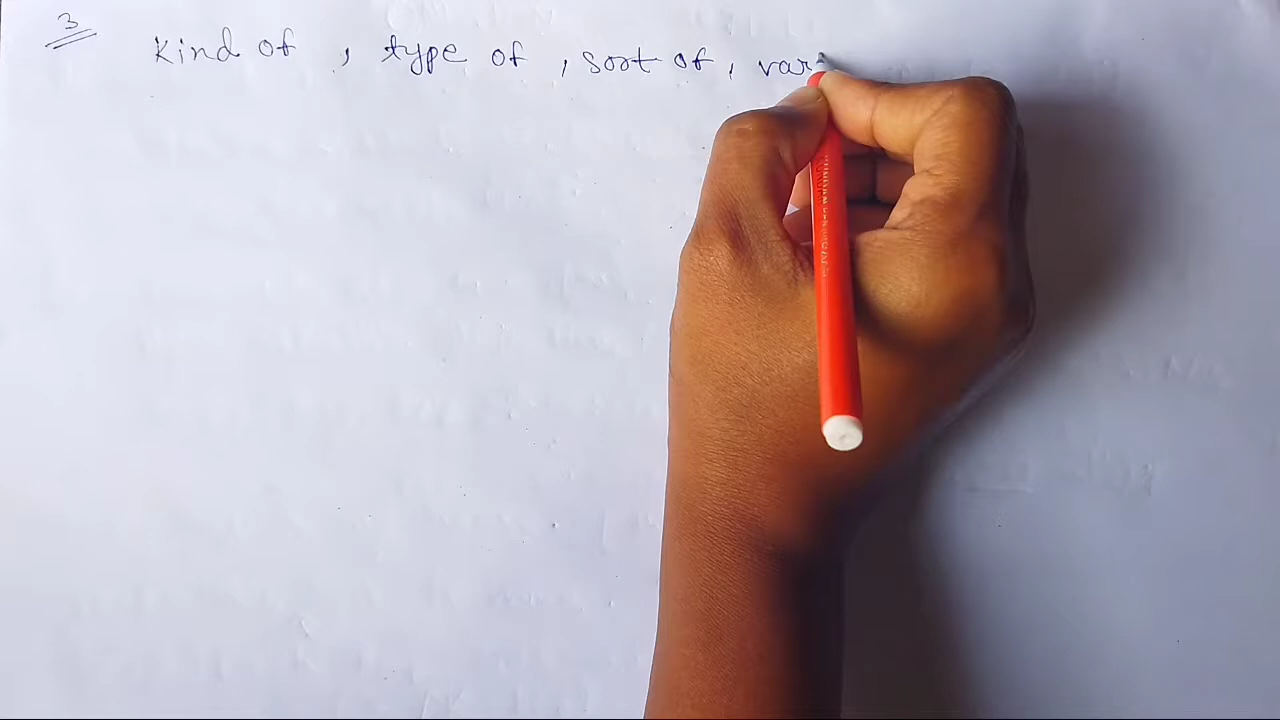 3 Kind of , type of , sort of , var